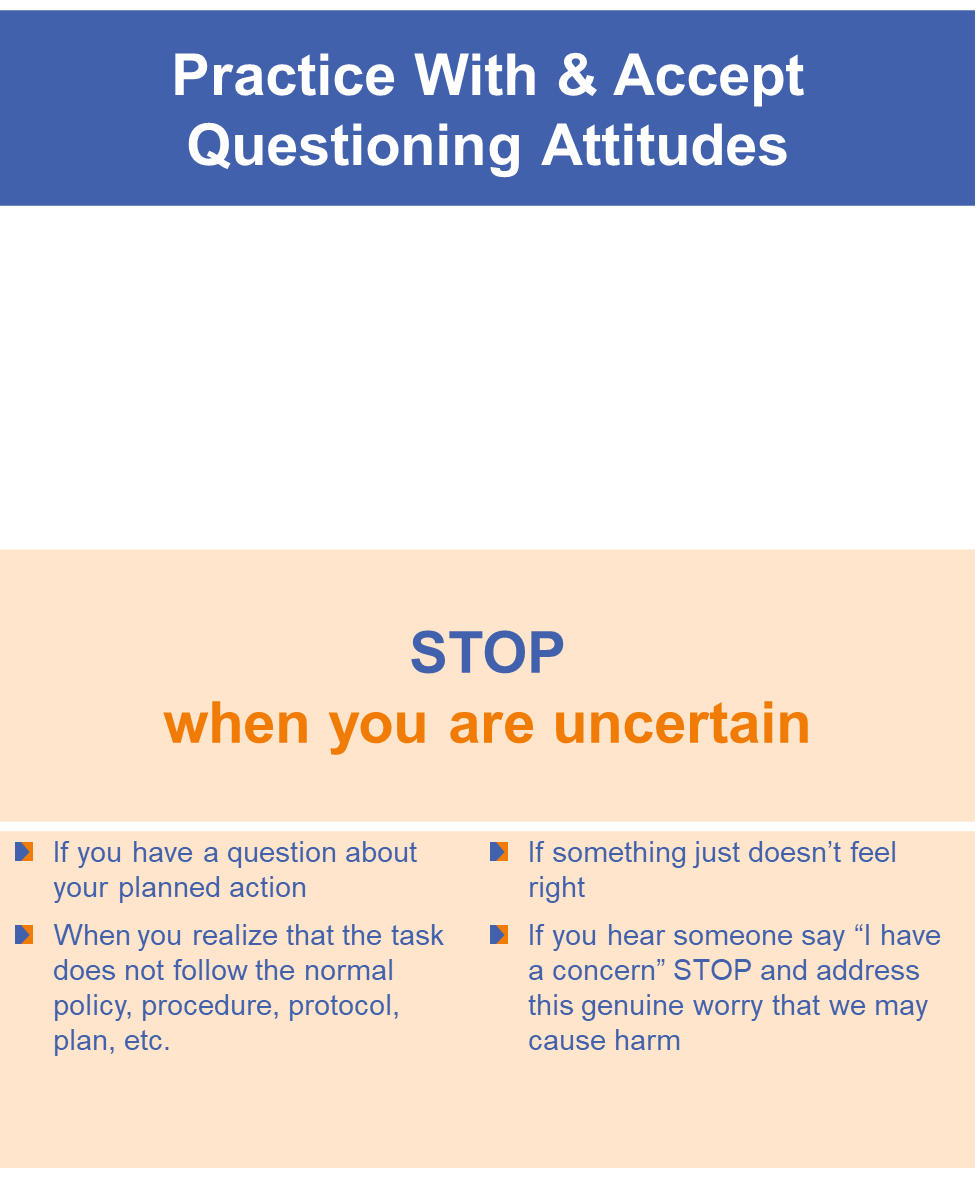 Practice With & Accept
Questioning Attitudes
STOP
when you are uncertain
If you have a question about
your planned action
When you realize that the task
does not follow the normal
policy, procedure, protocol,
plan, etc.
If something just doesn’t feel
right
If you hear someone say “I have
a concern” STOP and address
this genuine worry that we may
cause harm